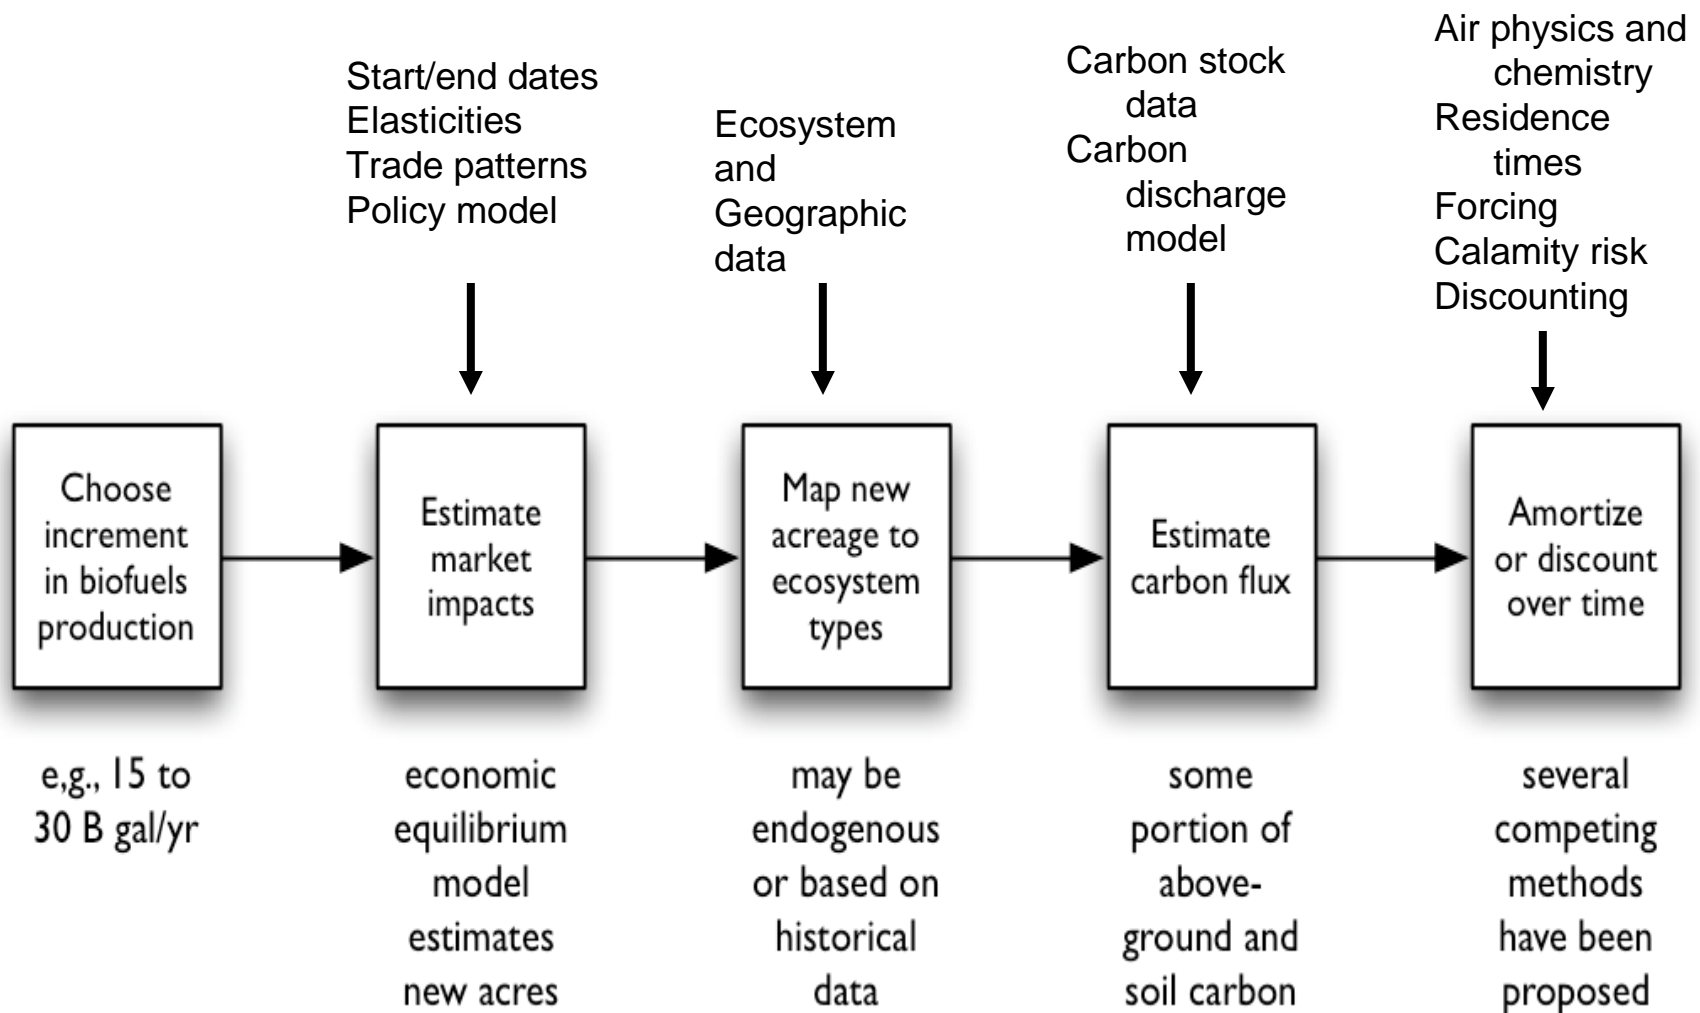 Start/end dates
Elasticities
Trade patterns
Policy model
Ecosystem
and
Geographic
data
Carbon stock
data
Carbon
discharge
model
Air physics and
chemistry
Residence
times
Forcing
Calamity risk
Discounting
Choose
increment
in biofuels
production
Estimate
market
impacts
Map new
acreage to
ecosystem
types
Estimate
carbon flux
Amortize
or discount
over time
e,g., 15 to
30 B gal/yr
economic
equilibrium
model
estimates
new acres
may be
endogenous
or based on
historical
data
some
portion of
above-
ground and
soil carbon
several
competing
methods
have been
proposed